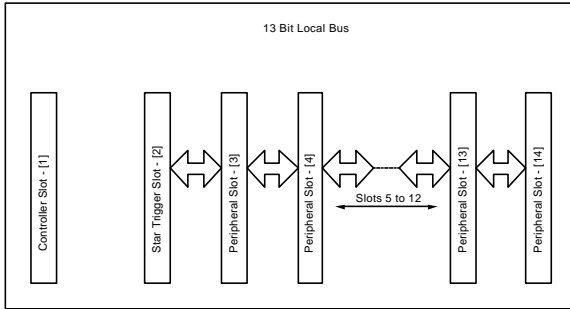 13 Bit Local Bus
Controller Slot - [1]
Star Trigger Slot - [2]
Peripheral Slot - [3]
Peripheral Slot - [4]
Slots 5 to 12
Peripheral Slot - [13]
Peripheral Slot - [14]